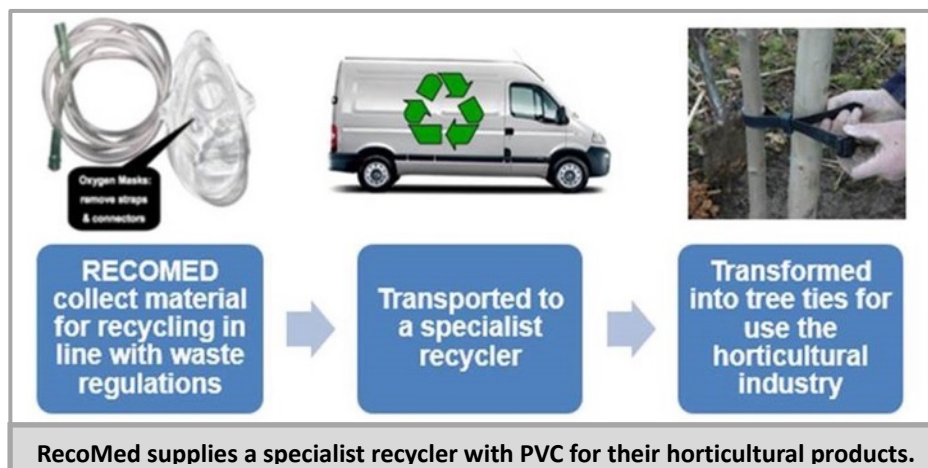 Oxygen Masks:
remove straps
& connectors
RECOMED
collect material
for recycling in
line with waste
regulations
Transported to
a specialist
recycler
Transformed
into tree ties for
use the
horticultural
industry
RecoMed supplies a specialist recycler with PVC for their horticultural products.